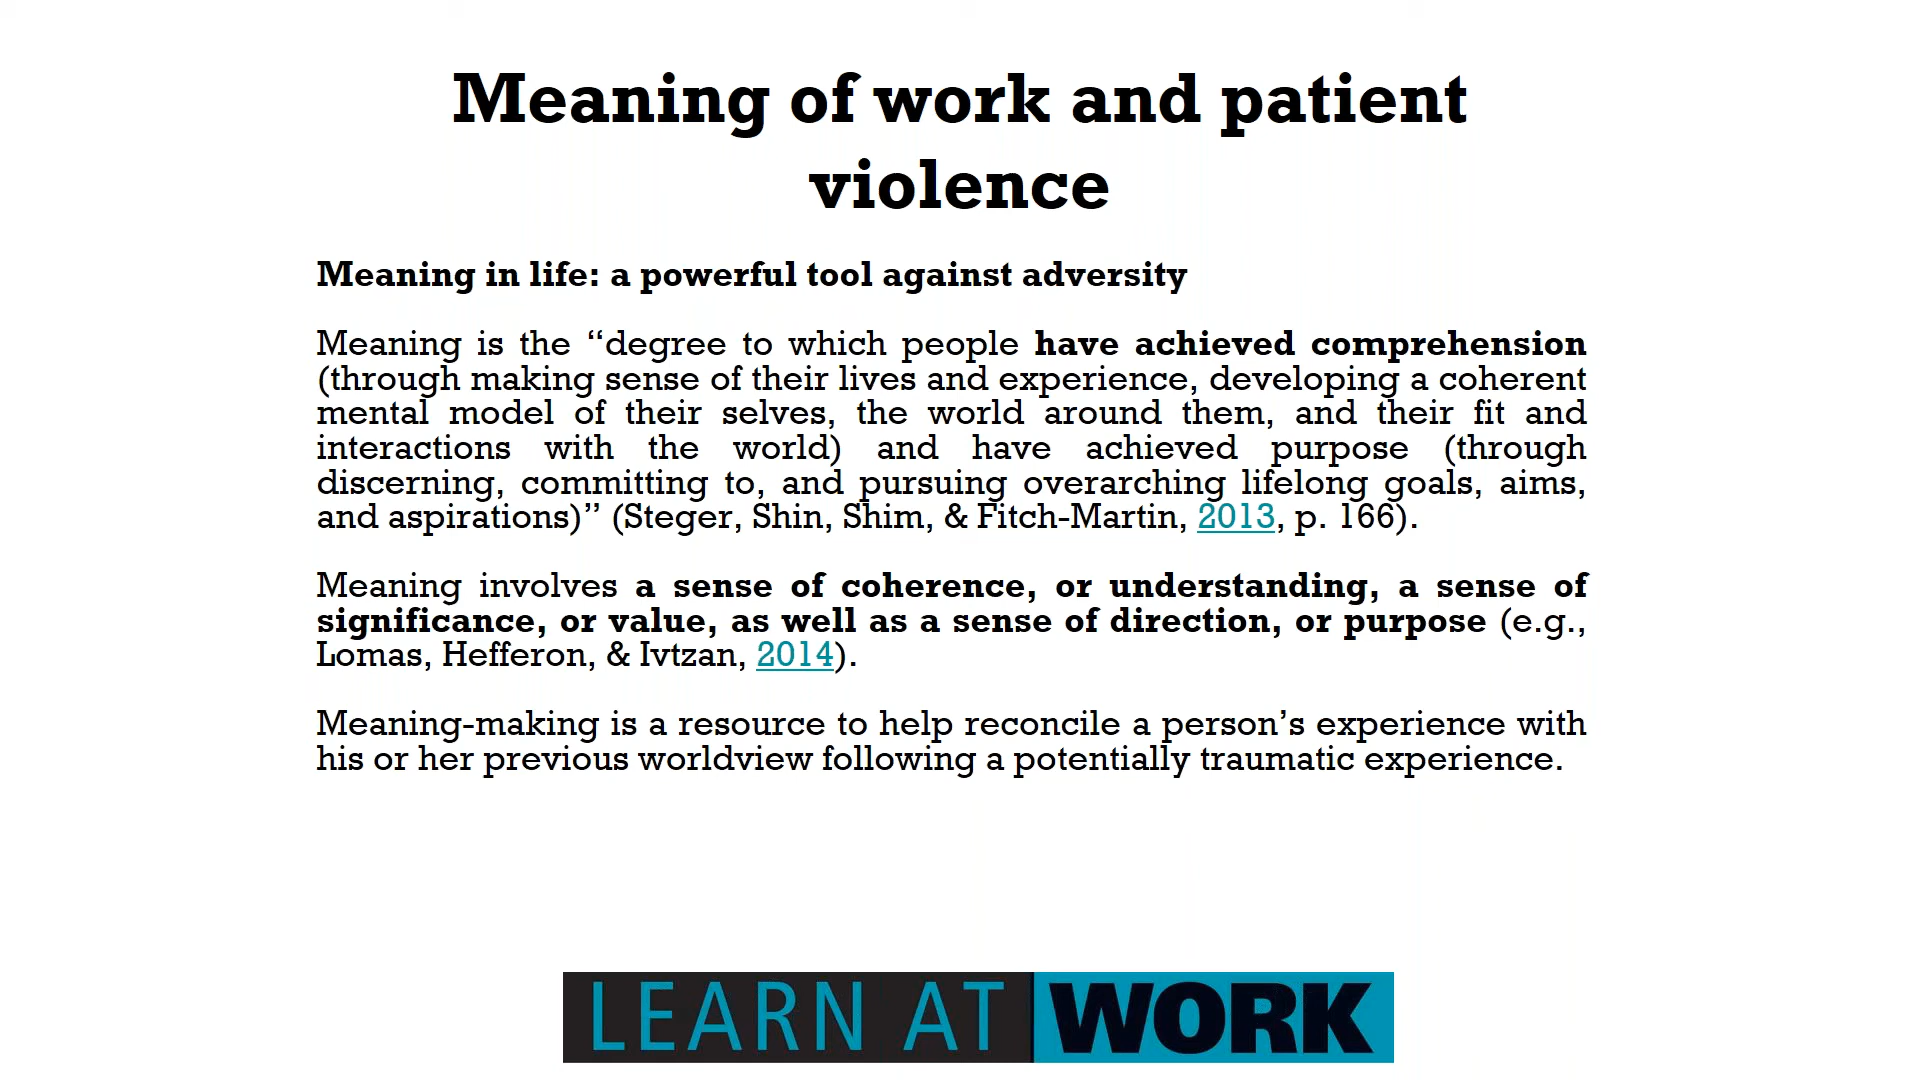 Meaning of work and patient
violence
Meaning in life: a powerful tool against adversity
Meaning is the “degree to which people have achieved comprehension
(through making sense of their lives and experience, developing a coherent
mental model of their selves, the world around them, and their fit and
interactions with the world) and have achieved purpose (through
discerning, committing to, and pursuing overarching lifelong goals, aims,
and aspirations)” (Steger, Shin, Shim, & Fitch-Martin, 2013, p. 166).
Meaning involves a sense of coherence, or understanding, a sense of
significance, or value, as well as a sense of direction, or purpose (e.g.,
Lomas, Hefferon, & Ivtzan, 2014).
Meaning-making is a resource to help reconcile a person’s experience with
his or her previous worldview following a potentially traumatic experience.
LEARN AT WORK